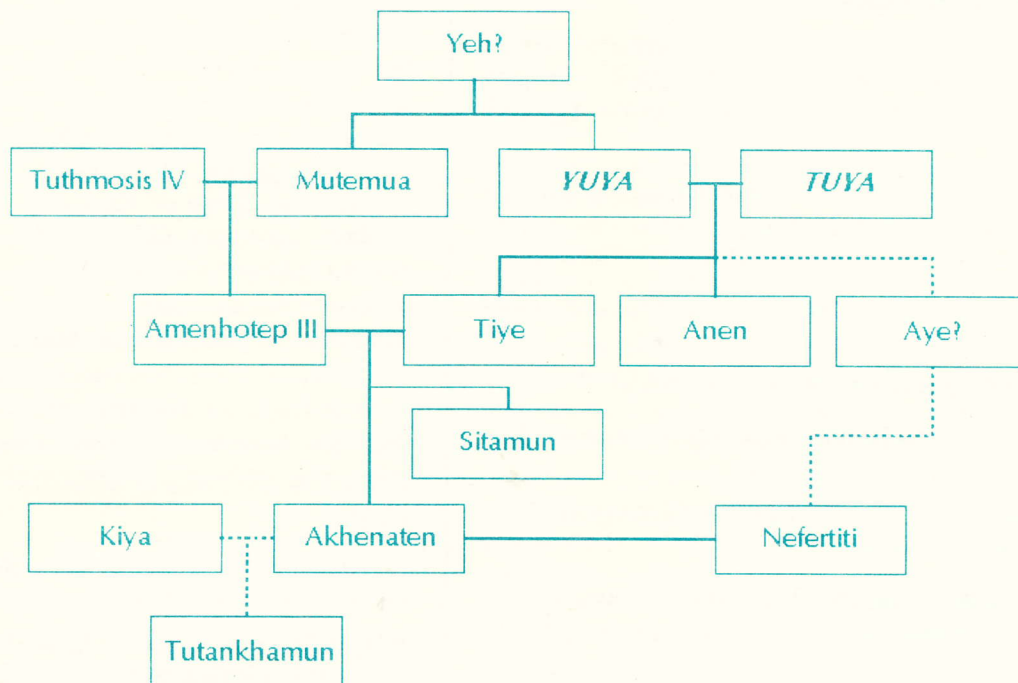 Yeh?
Tuthmosis IV
Mutemua
YUYA
TUYA
Amenhotep III
Tiye
Anen
Aye?
Sitamun
Kiya
Akhenaten
Nefertiti
Tutankhamun